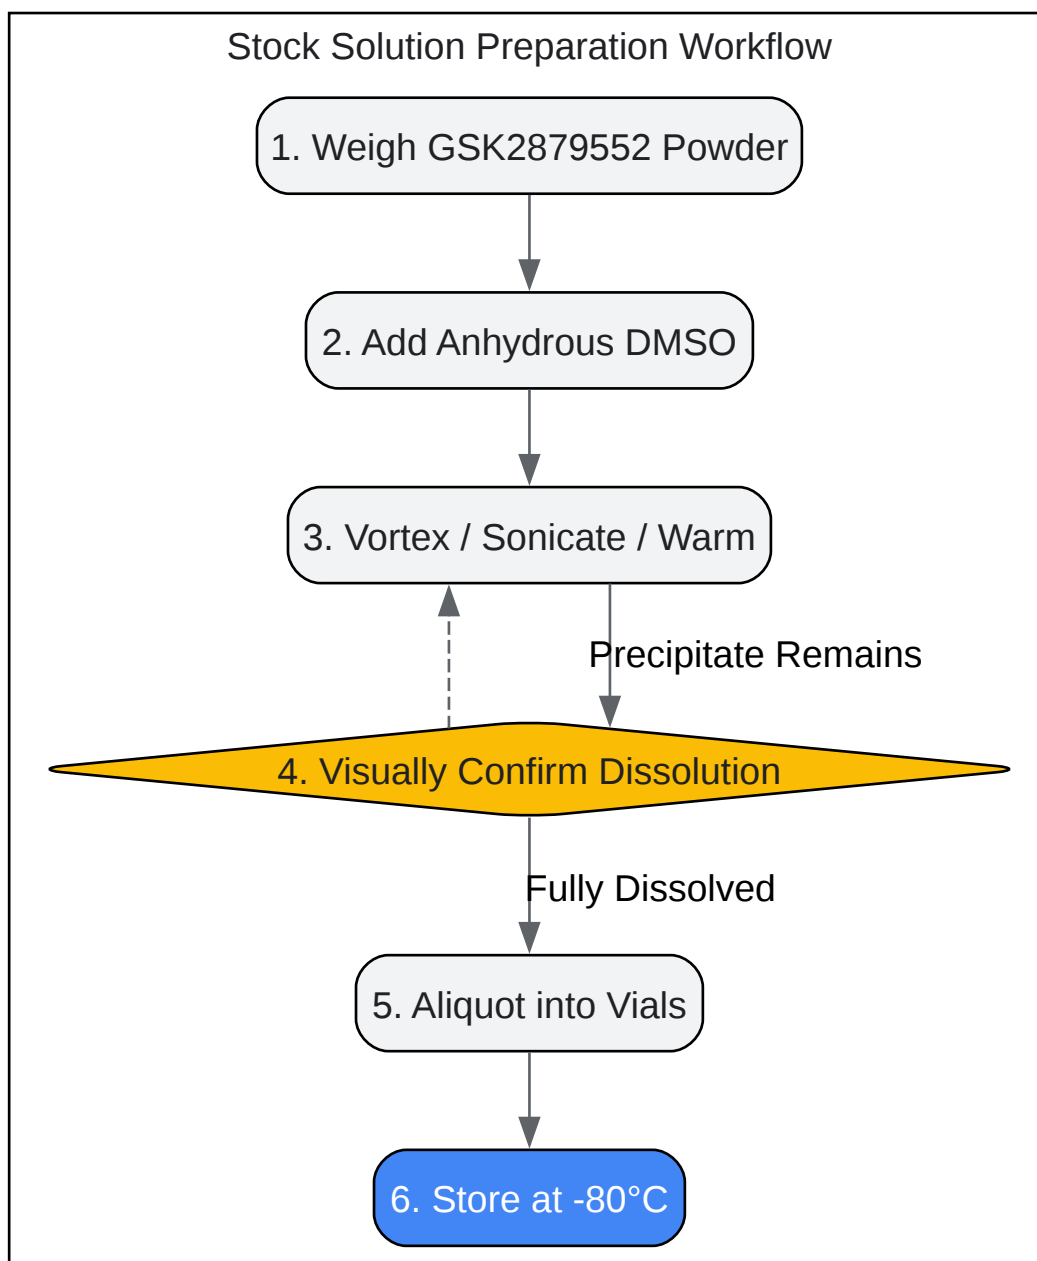 Stock Solution Preparation Workflow
1. Weigh GSK2879552 Powder
2. Add Anhydrous DMSO
3. Vortex / Sonicate / Warm
Precipitate Remains
4. Visually Confirm Dissolution
Fully Dissolved
5. Aliquot into Vials
6. Store at -80°C